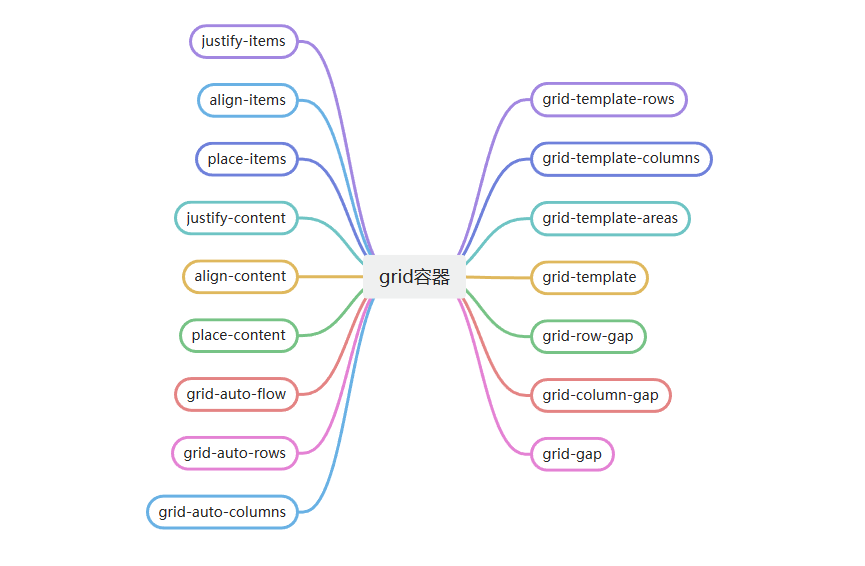 justify-items
align-items
place-items
justify-content
align-content
place-content
grid-auto-flow
grid-auto-rows
grid-auto-columns
grid容器
grid-template-rows
grid-template-columns
grid-template-areas
grid-template
grid-row-gap
grid-column-gap
grid-gap